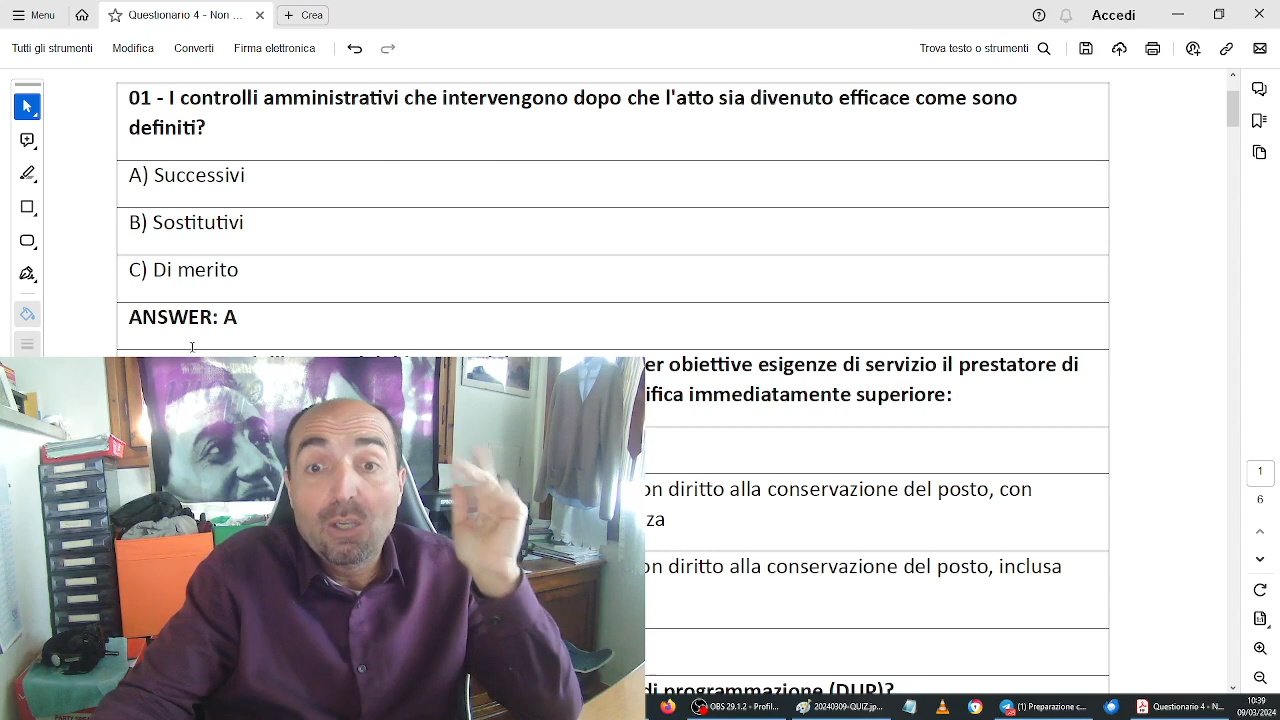 Menu
Questionario 4 - Non ...
Crea
Accedi
Tutti gli strumenti
Modifica
Converti
Firma elettronica
Trova testo o strumenti
01 - I controlli amministrativi che intervengono dopo che l'atto sia divenuto efficace come sono
definiti?
A) Successivi
B) Sostitutivi
C) Di merito
ANSWER: A
er obiettive esigenze di servizio il prestatore di
ifica immediatamente superiore:
on diritto alla conservazione del posto, con
za
on diritto alla conservazione del posto, inclusa
di programmazione (DUP)?
1
6
OBS 29.1.2 - Profil...
20240309-QUIZ.jp...
(1) Preparazione c...
Questionario 4 - N...
10:39
09/03/2024